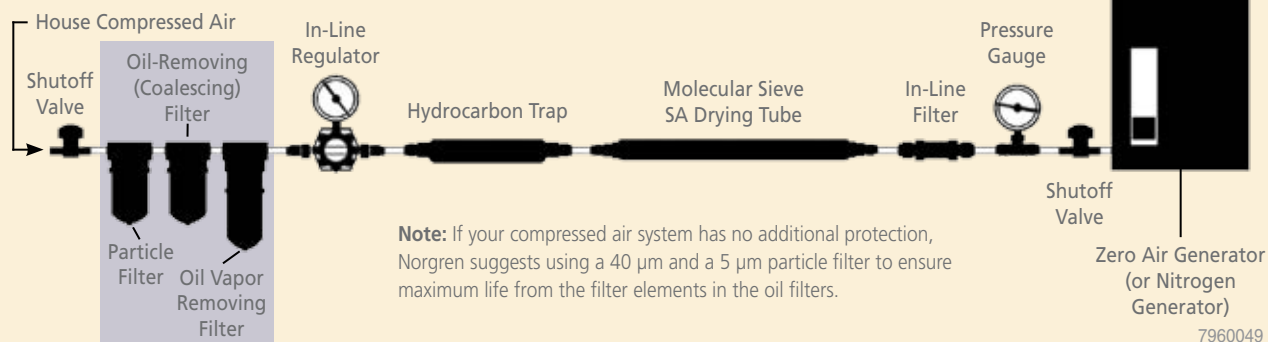 House Compressed Air
Shutoff
Valve
Oil-Removing
(Coalescing)
Filter
Particle
Filter
Oil Vapor
Removing
Filter
In-Line
Regulator
Hydrocarbon Trap
Molecular Sieve
SA Drying Tube
In-Line
Filter
Pressure
Gauge
Shutoff
Valve
Zero Air Generator
(or Nitrogen
Generator)
Note: If your compressed air system has no additional protection,
Norgren suggests using a 40 µm and a 5 µm particle filter to ensure
maximum life from the filter elements in the oil filters.
7960049